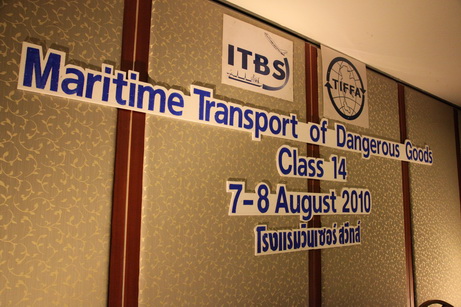 ITBS
TIFFA
Maritime Transport of Dangerous Goods
Class 14
7-8 August 2010
โรงแรมวินเซอร์ สวีทส์